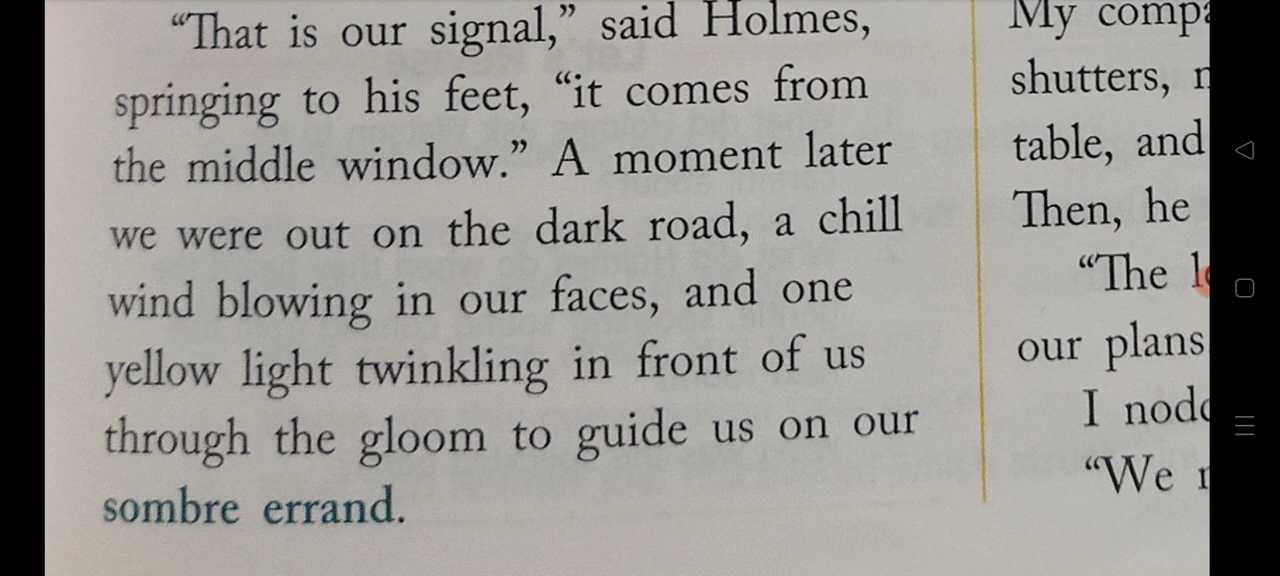 “That is our signal,” said Holmes,
springing to his feet, “it comes from
the middle window.” A moment later
we were out on the dark road, a chill
wind blowing in our faces, and one
yellow light twinkling in front of us
through the gloom to guide us on our
sombre errand.
My
shutters,
table, and
Then, he
“The
our plans
I
“We